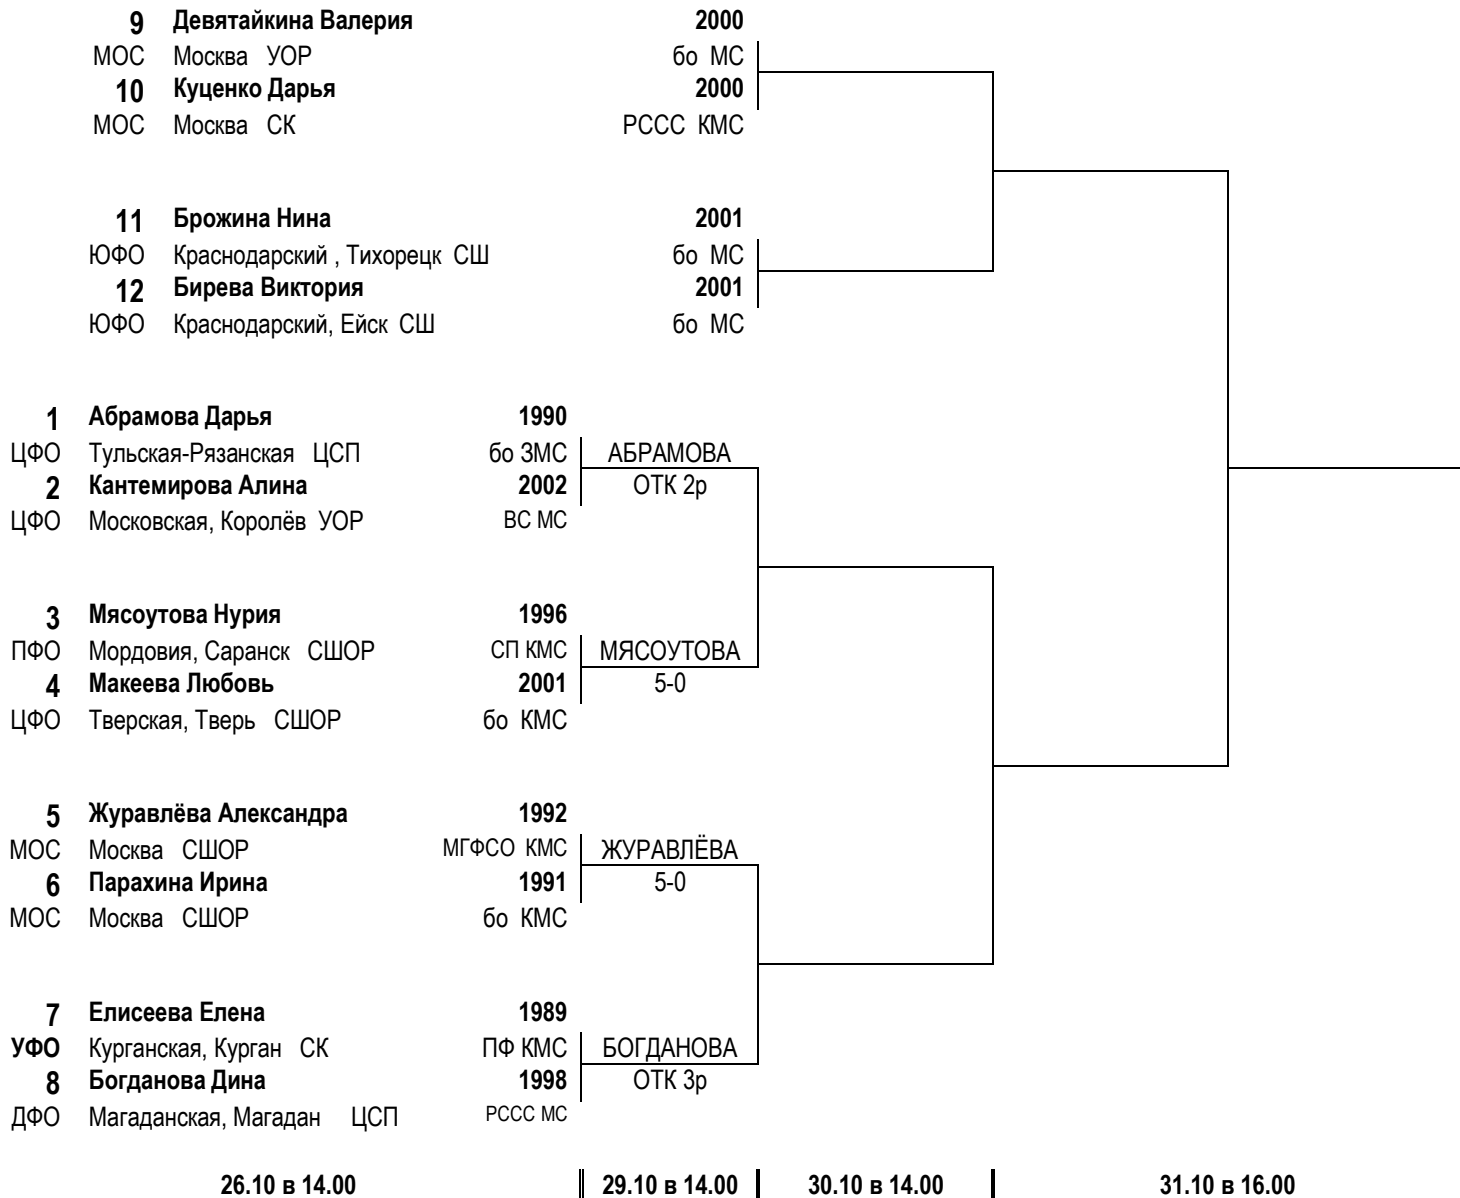 9 Девятайкина Валерия 2000
МОС Москва УОР бо МС
10 Куценко Дарья 2000
МОС Москва СК РССС КМС
11 Брожина Нина 2001
ЮФО Краснодарский , Тихорецк СШ бо МС
12 Бирева Виктория 2001
ЮФО Краснодарский, Ейск СШ бо МС
1 Абрамова Дарья 1990
ЦФО Тульская-Рязанская ЦСП бо ЗМС АБРАМОВА
2 Кантемирова Алина 2002 ОТК 2р
ЦФО Московская, Королёв УОР ВС МС
3 Мясоутова Нурия 1996
ПФО Мордовия, Саранск СШОР СП КМС МЯСОУТОВА
4 Макеева Любовь 2001 5-0
ЦФО Тверская, Тверь СШОР бо КМС
5 Журавлёва Александра 1992
МОС Москва СШОР МГФСО КМС ЖУРАВЛЁВА
6 Парахина Ирина 1991 5-0
МОС Москва СШОР бо КМС
7 Елисеева Елена 1989
УФО Курганская, Курган СК ПФ КМС БОГДАНОВА
8 Богданова Дина 1998 ОТК 3р
ДФО Магаданская, Магадан ЦСП РССС МС
26.10 в 14.00 29.10 в 14.00 30.10 в 14.00 31.10 в 16.00